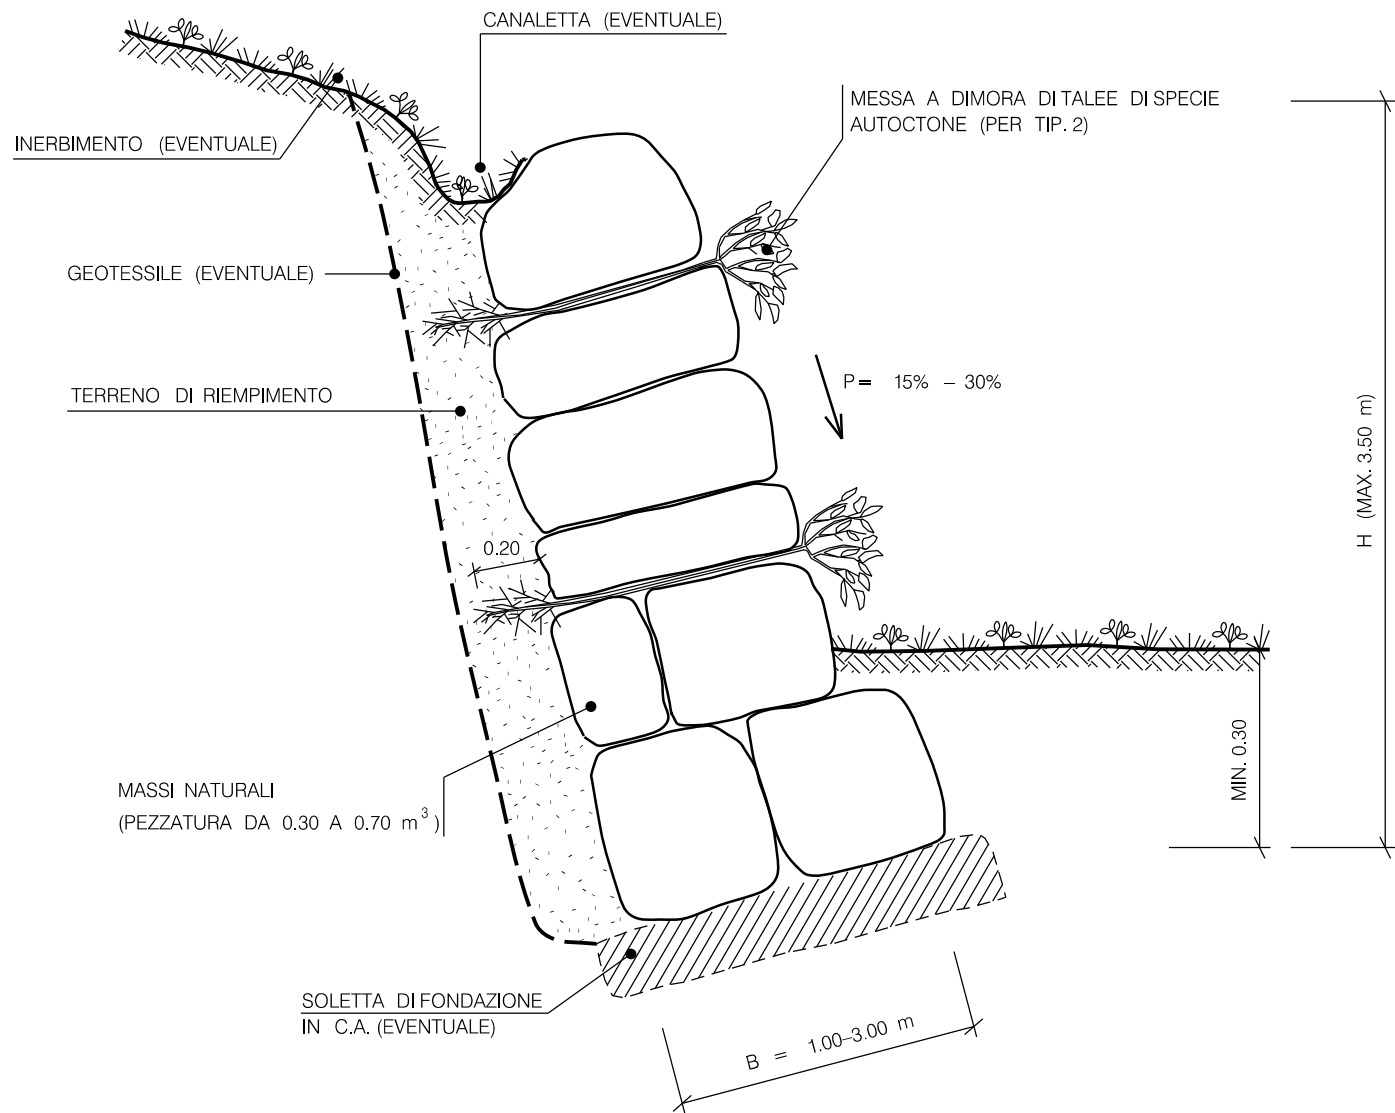 CANALETTA (EVENTUALE)
MESSA A DIMORA DI TALEE DI SPECIE
AUTOCTONE (PER TIP. 2)
INERBIMENTO (EVENTUALE)
GEOTESSILE (EVENTUALE)
TERRENO DI RIEMPIMENTO
P= 15% – 30%
H (MAX. 3.50 m)
0.20
MIN. 0.30
MASSI NATURALI
(PEZZATURA DA 0.30 A 0.70 m³)
SOLETTA DI FONDAZIONE
IN C.A. (EVENTUALE)
B = 1.00–3.00 m